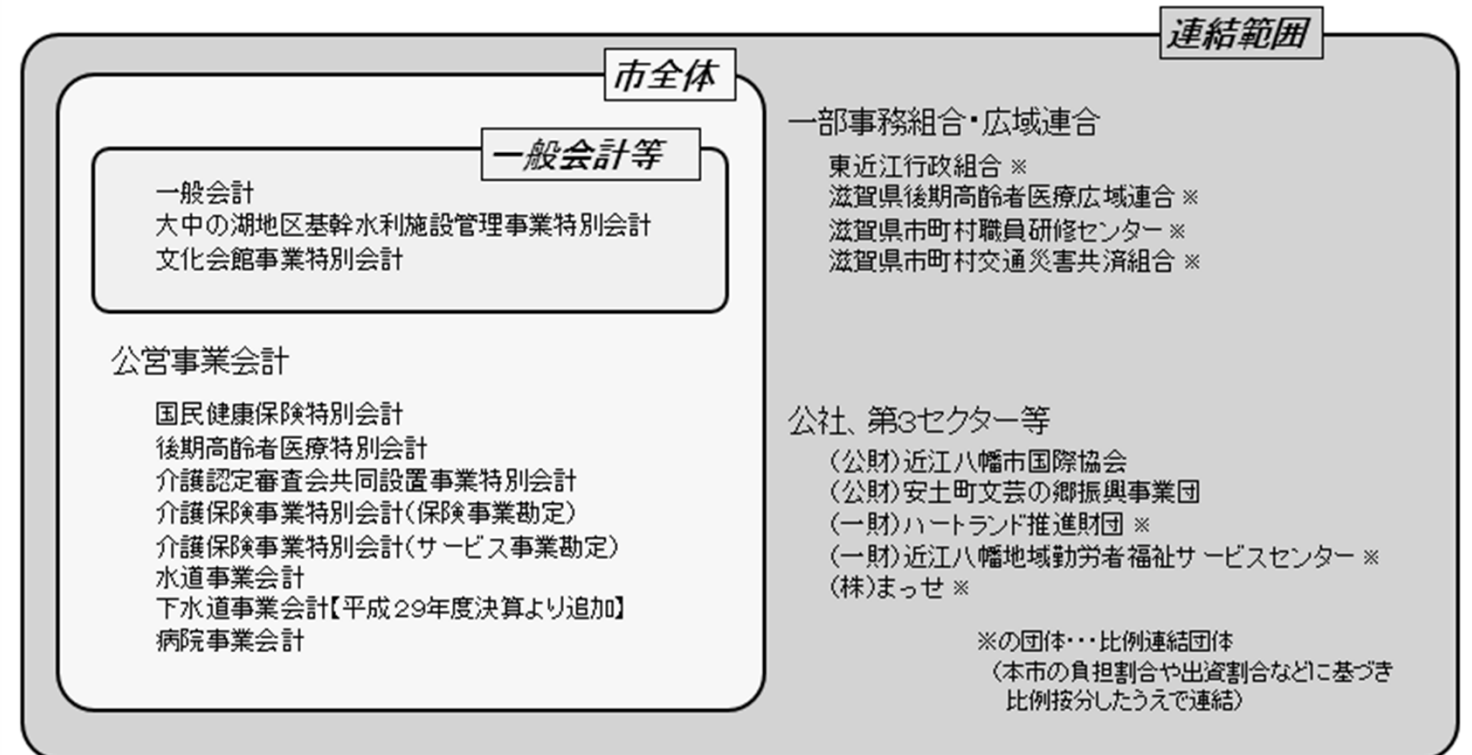 連結範囲
市全体
一般会計等
一般会計
大中の湖地区基幹水利施設管理事業特別会計
文化会館事業特別会計
公営事業会計
国民健康保険特別会計
後期高齢者医療特別会計
介護認定審査会共同設置事業特別会計
介護保険事業特別会計(保険事業勘定)
介護保険事業特別会計(サービス事業勘定)
水道事業会計
下水道事業会計【平成29年度決算より追加】
病院事業会計
一部事務組合・広域連合
東近江行政組合 ※
滋賀県後期高齢者医療広域連合 ※
滋賀県市町村職員研修センター ※
滋賀県市町村交通災害共済組合 ※
公社、第3セクター等
(公財)近江八幡市国際協会
(公財)安土町文芸の郷振興事業団
(一財)ハートランド推進財団 ※
(一財)近江八幡地域勤労者福祉サービスセンター ※
(株)まっせ ※
※の団体・・・比例連結団体
(本市の負担割合や出資割合などに基づき
比例按分したうえで連結)